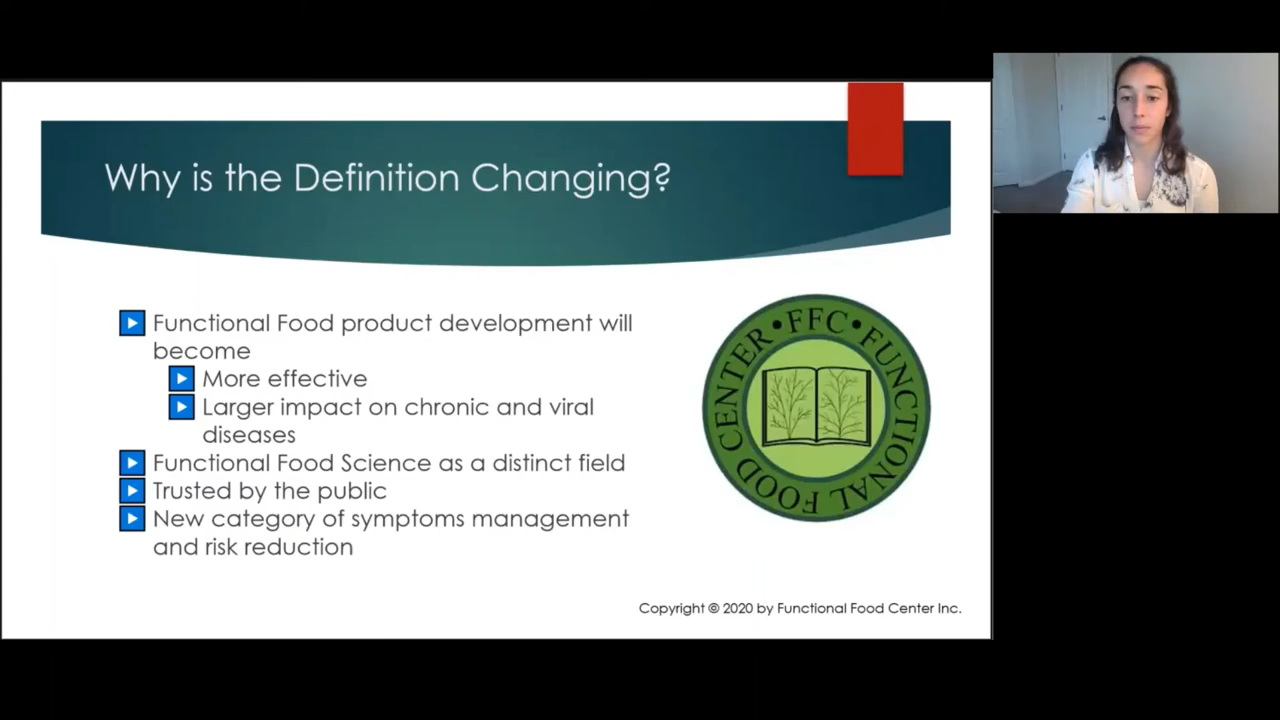 Why is the Definition Changing?
Functional Food product development will
become
More effective
Larger impact on chronic and viral
diseases
Functional Food Science as a distinct field
Trusted by the public
New category of symptoms management
and risk reduction
•FFC•FUNCTIONAL FOOD CENTER
Copyright © 2020 by Functional Food Center Inc.